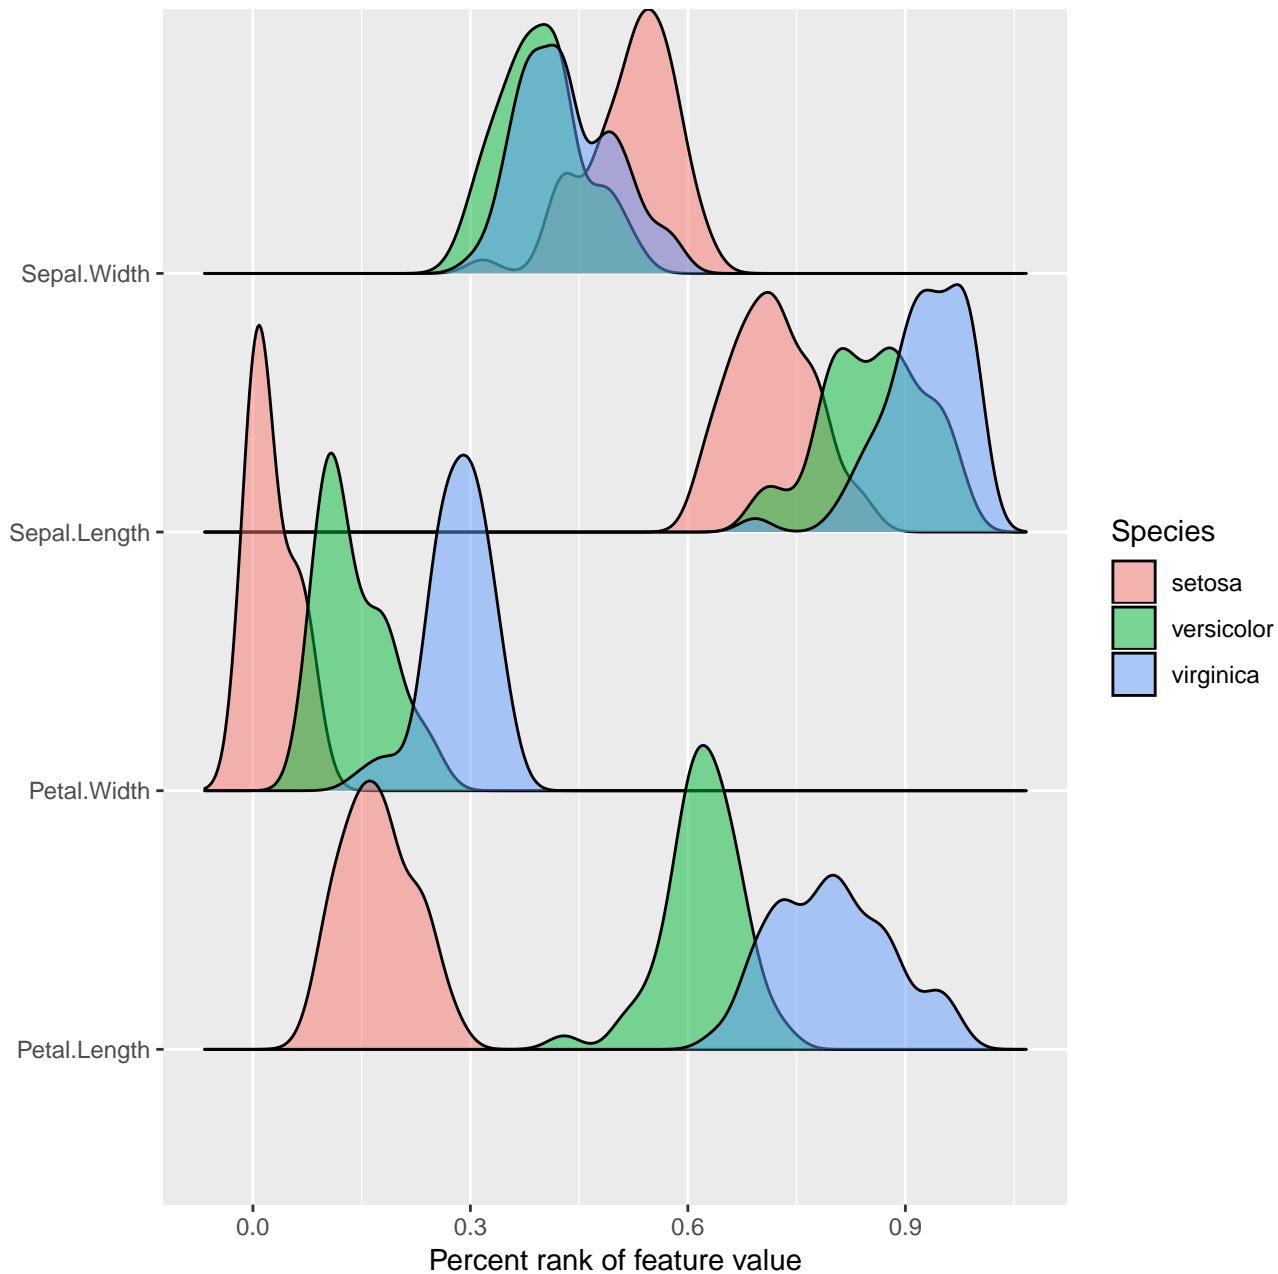 Sepal.Width
Sepal.Length
Petal.Width
Petal.Length
0.0 0.3 0.6 0.9
Percent rank of feature value
Species
setosa
versicolor
virginica